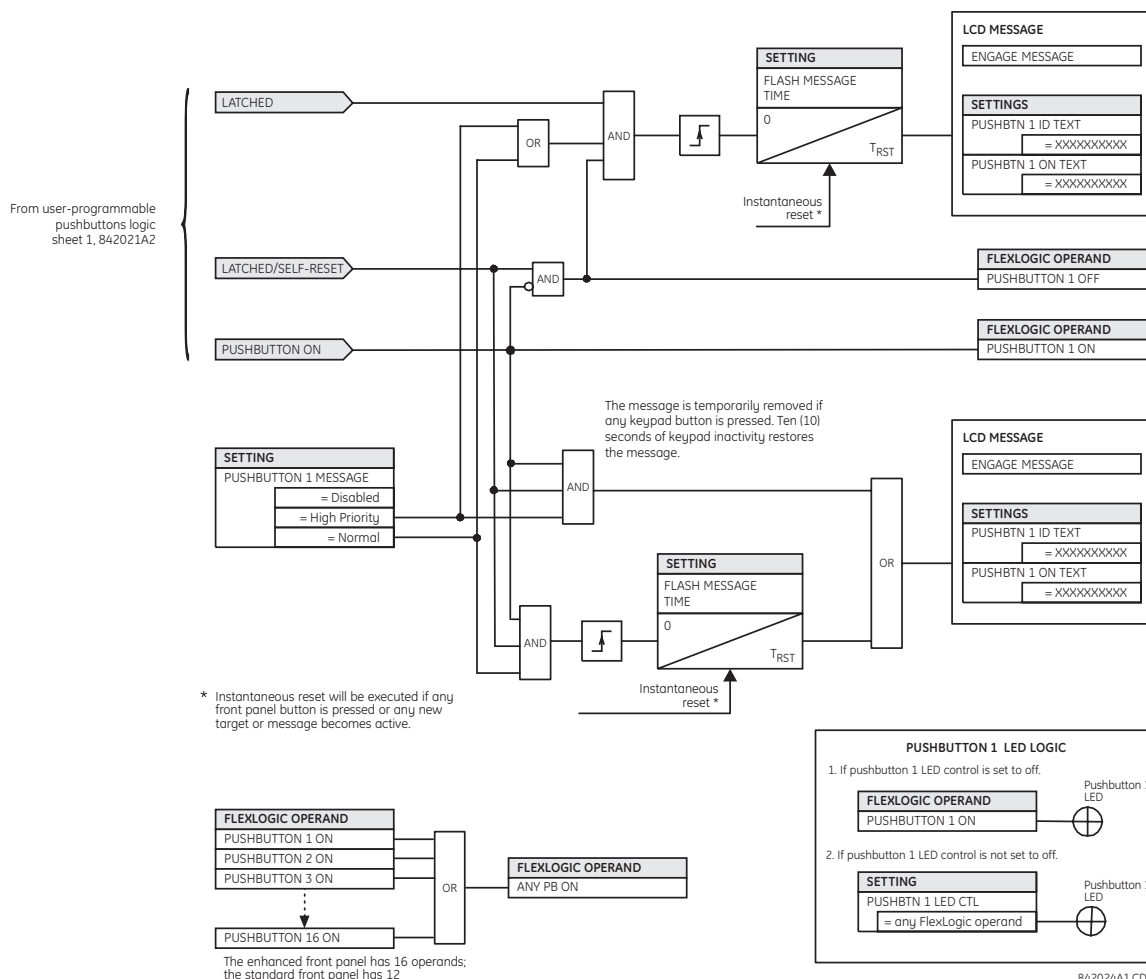 LCD MESSAGE
ENGAGE MESSAGE
SETTING
FLASH MESSAGE
TIME
0
TRST
SETTINGS
PUSHBTN 1 ID TEXT
= XXXXXXXXXX
PUSHBTN 1 ON TEXT
= XXXXXXXXXX
LATCHED
OR
AND
Instantaneous
reset *
From user-programmable
pushbuttons logic
sheet 1, 842021A2
LATCHED/SELF-RESET
AND
FLEXLOGIC OPERAND
PUSHBUTTON 1 OFF
PUSHBUTTON ON
FLEXLOGIC OPERAND
PUSHBUTTON 1 ON
The message is temporarily removed if
any keypad button is pressed. Ten (10)
seconds of keypad inactivity restores
the message.
SETTING
PUSHBUTTON 1 MESSAGE
= Disabled
= High Priority
= Normal
AND
LCD MESSAGE
ENGAGE MESSAGE
SETTINGS
PUSHBTN 1 ID TEXT
= XXXXXXXXXX
PUSHBTN 1 ON TEXT
= XXXXXXXXXX
OR
SETTING
FLASH MESSAGE
TIME
0
TRST
AND
Instantaneous
reset *
* Instantaneous reset will be executed if any
front panel button is pressed or any new
target or message becomes active.
PUSHBUTTON 1 LED LOGIC
1. If pushbutton 1 LED control is set to off.
Pushbutton 1
LED
FLEXLOGIC OPERAND
PUSHBUTTON 1 ON
2. If pushbutton 1 LED control is not set to off.
Pushbutton 1
LED
SETTING
PUSHBTN 1 LED CTL
= any FlexLogic operand
FLEXLOGIC OPERAND
PUSHBUTTON 1 ON
PUSHBUTTON 2 ON
PUSHBUTTON 3 ON
PUSHBUTTON 16 ON
OR
FLEXLOGIC OPERAND
ANY PB ON
The enhanced front panel has 16 operands;
the standard front panel has 12
842024A1.CD